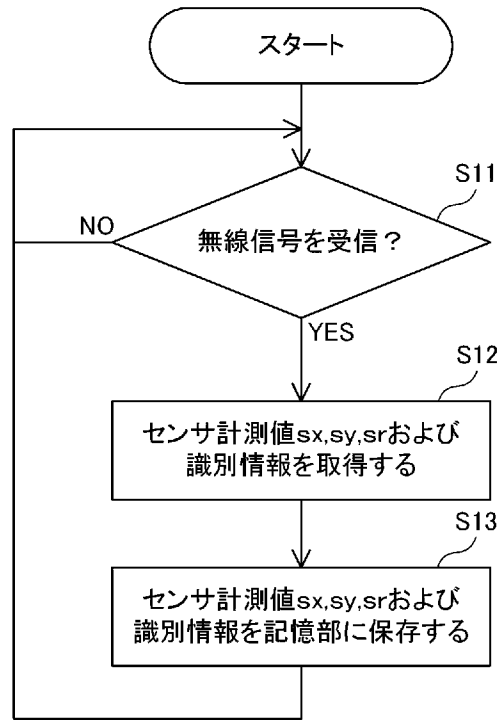 スタート
S11
無線信号を受信？
NO
YES
S12
センサ計測値sx,sy,srおよび
識別情報を取得する
S13
センサ計測値sx,sy,srおよび
識別情報を記憶部に保存する